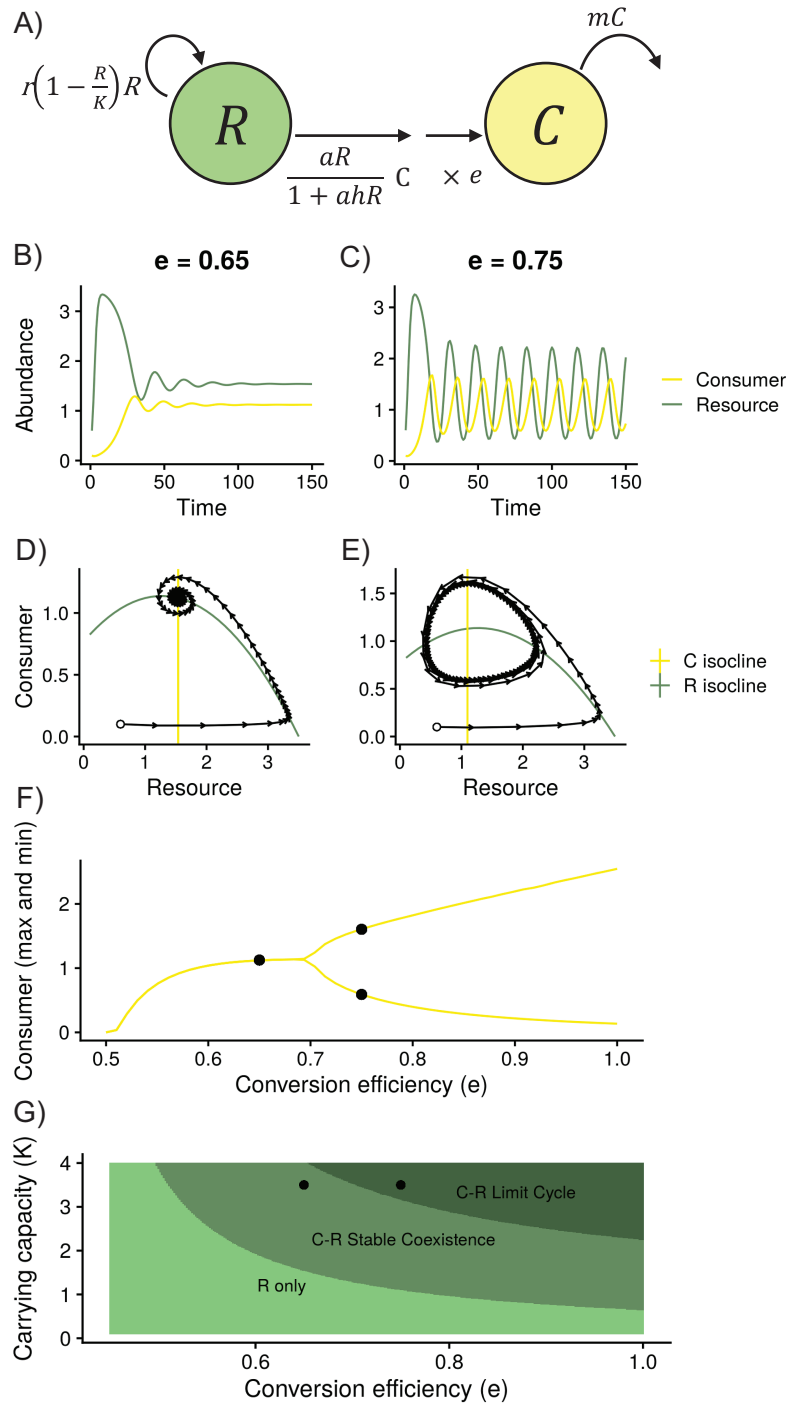 A)
mC
r(1 − R/K)R
R
C
aR/(1 + ahR) C × e
B)
e = 0.65
C)
e = 0.75
Abundance
3
2
1
0
0 50 100 150
Time
3
2
1
0
0 50 100 150
Time
Consumer
Resource
D)
E)
Consumer
1.0
0.5
0.0
0 1 2 3
Resource
1.5
1.0
0.5
0.0
0 1 2 3
Resource
C isocline
R isocline
F)
Consumer (max and min)
2
1
0
0.5 0.6 0.7 0.8 0.9 1.0
Conversion efficiency (e)
G)
Carrying capacity (K)
4
3
2
1
0
C-R Limit Cycle
C-R Stable Coexistence
R only
0.6 0.8 1.0
Conversion efficiency (e)